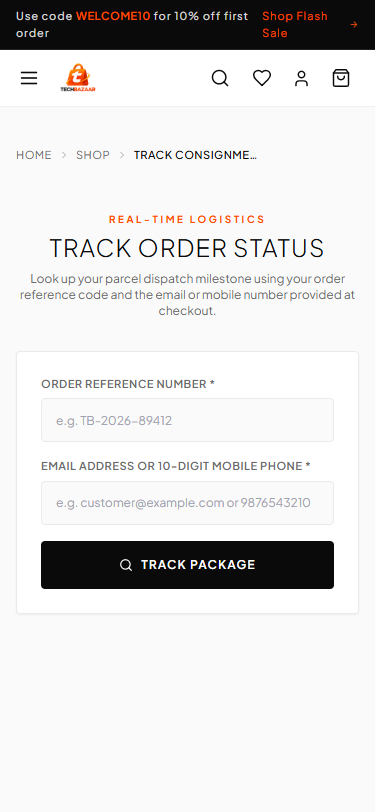 Use code WELCOME10 for 10% off first order
Shop Flash Sale →
TECHBAZAAR
HOME > SHOP > TRACK CONSIGNME…
REAL-TIME LOGISTICS
TRACK ORDER STATUS
Look up your parcel dispatch milestone using your order
reference code and the email or mobile number provided at
checkout.
ORDER REFERENCE NUMBER *
e.g. TB-2026-89412
EMAIL ADDRESS OR 10-DIGIT MOBILE PHONE *
e.g. customer@example.com or 9876543210
TRACK PACKAGE